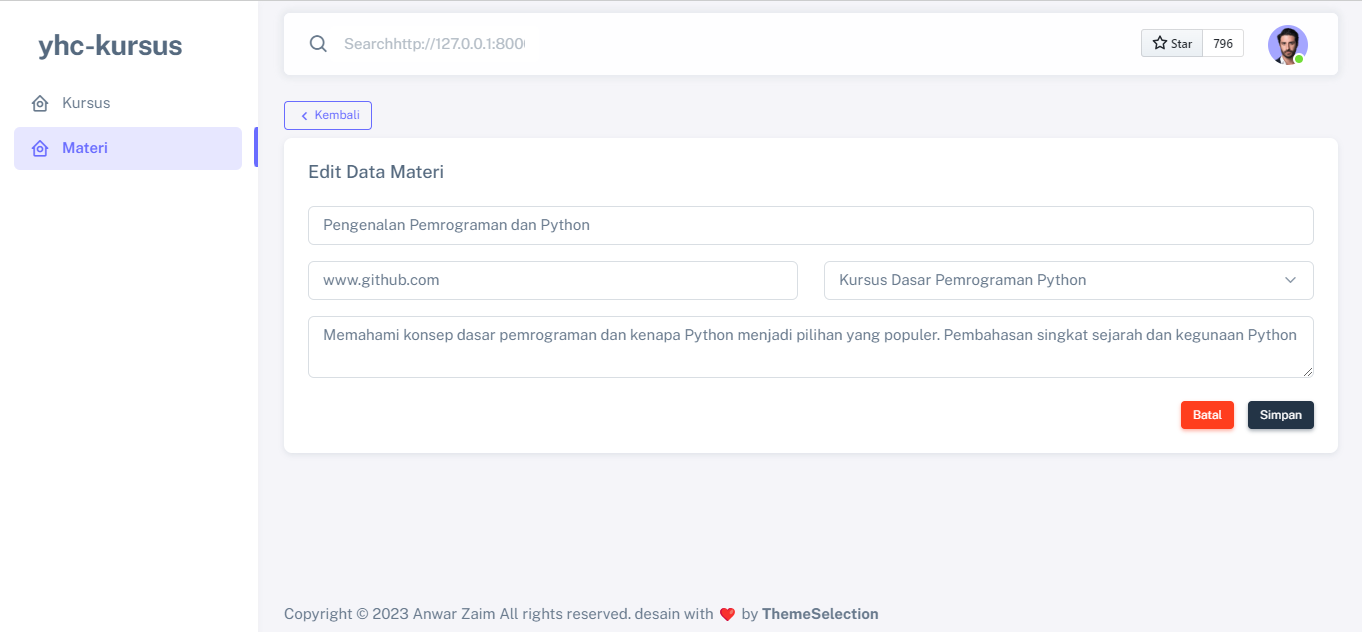 yhc-kursus
Kursus
Materi
Searchhttp://127.0.0.1:800
Star
796
Kembali
Edit Data Materi
Pengenalan Pemrograman dan Python
www.github.com
Kursus Dasar Pemrograman Python
Memahami konsep dasar pemrograman dan kenapa Python menjadi pilihan yang populer. Pembahasan singkat sejarah dan kegunaan Python
Batal
Simpan
Copyright © 2023 Anwar Zaim All rights reserved. desain with ❤️ by ThemeSelection